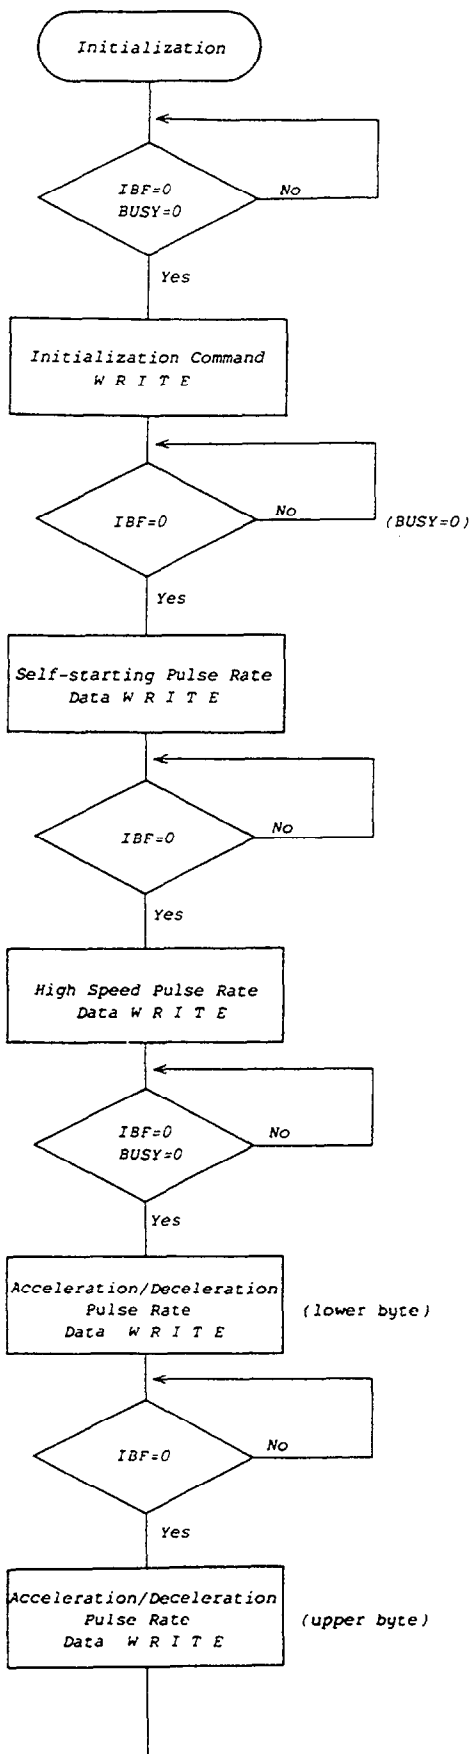 Initialization
IBF=0
BUSY=0
No
Yes
Initialization Command
W R I T E
IBF=0
No
(BUSY=0)
Yes
Self-starting Pulse Rate
Data W R I T E
IBF=0
No
Yes
High Speed Pulse Rate
Data W R I T E
IBF=0
BUSY=0
No
Yes
Acceleration/Deceleration
Pulse Rate
Data W R I T E
(lower byte)
IBF=0
No
Yes
Acceleration/Deceleration
Pulse Rate
Data W R I T E
(upper byte)